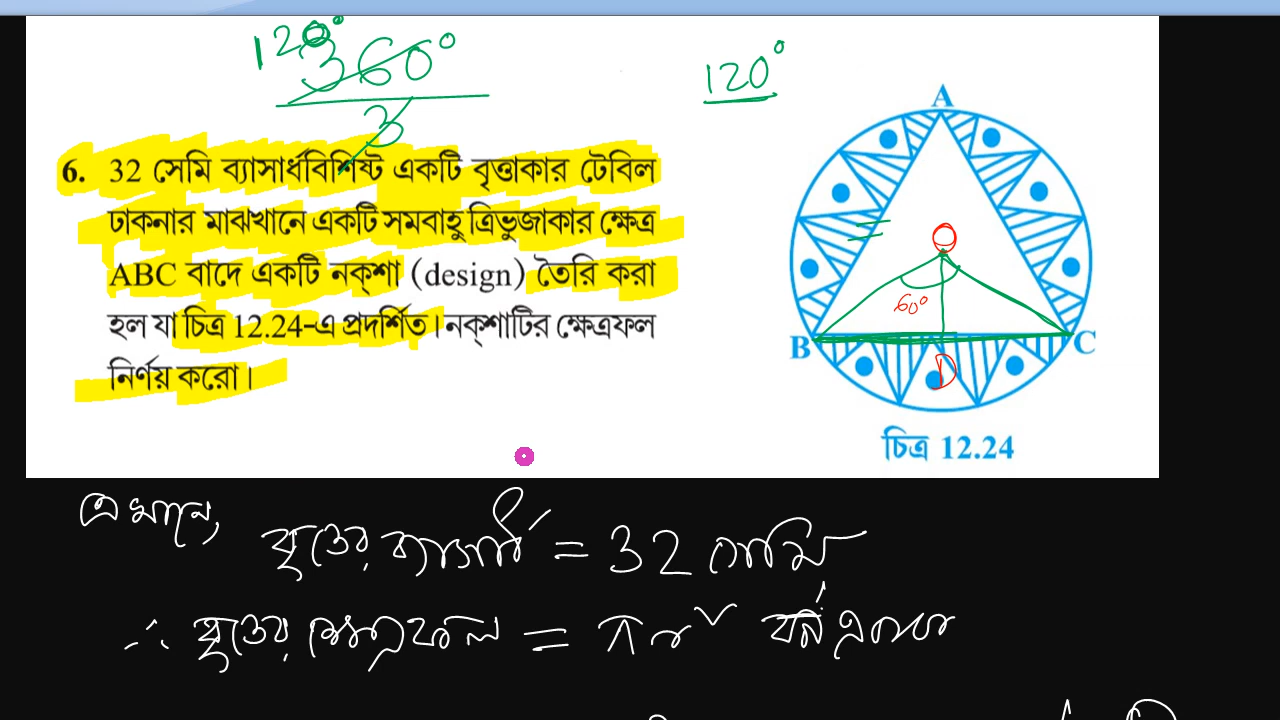 120°
360°
3
120°
6. 32 সেমি ব্যাসার্ধবিশিষ্ট একটি বৃত্তাকার টেবিল
ঢাকনার মাঝখানে একটি সমবাহু ত্রিভুজাকার ক্ষেত্র
ABC বাদে একটি নক্শা (design) তৈরি করা
হল যা চিত্র 12.24-এ প্রদর্শিত। নক্শাটির ক্ষেত্রফল
নির্ণয় করো।
A
O
60°
B
C
D
চিত্র 12.24
এখানে,
বৃত্তের ব্যাসার্ধ = 32 সেমি
∴ বৃত্তের ক্ষেত্রফল = πr² বর্গ একক